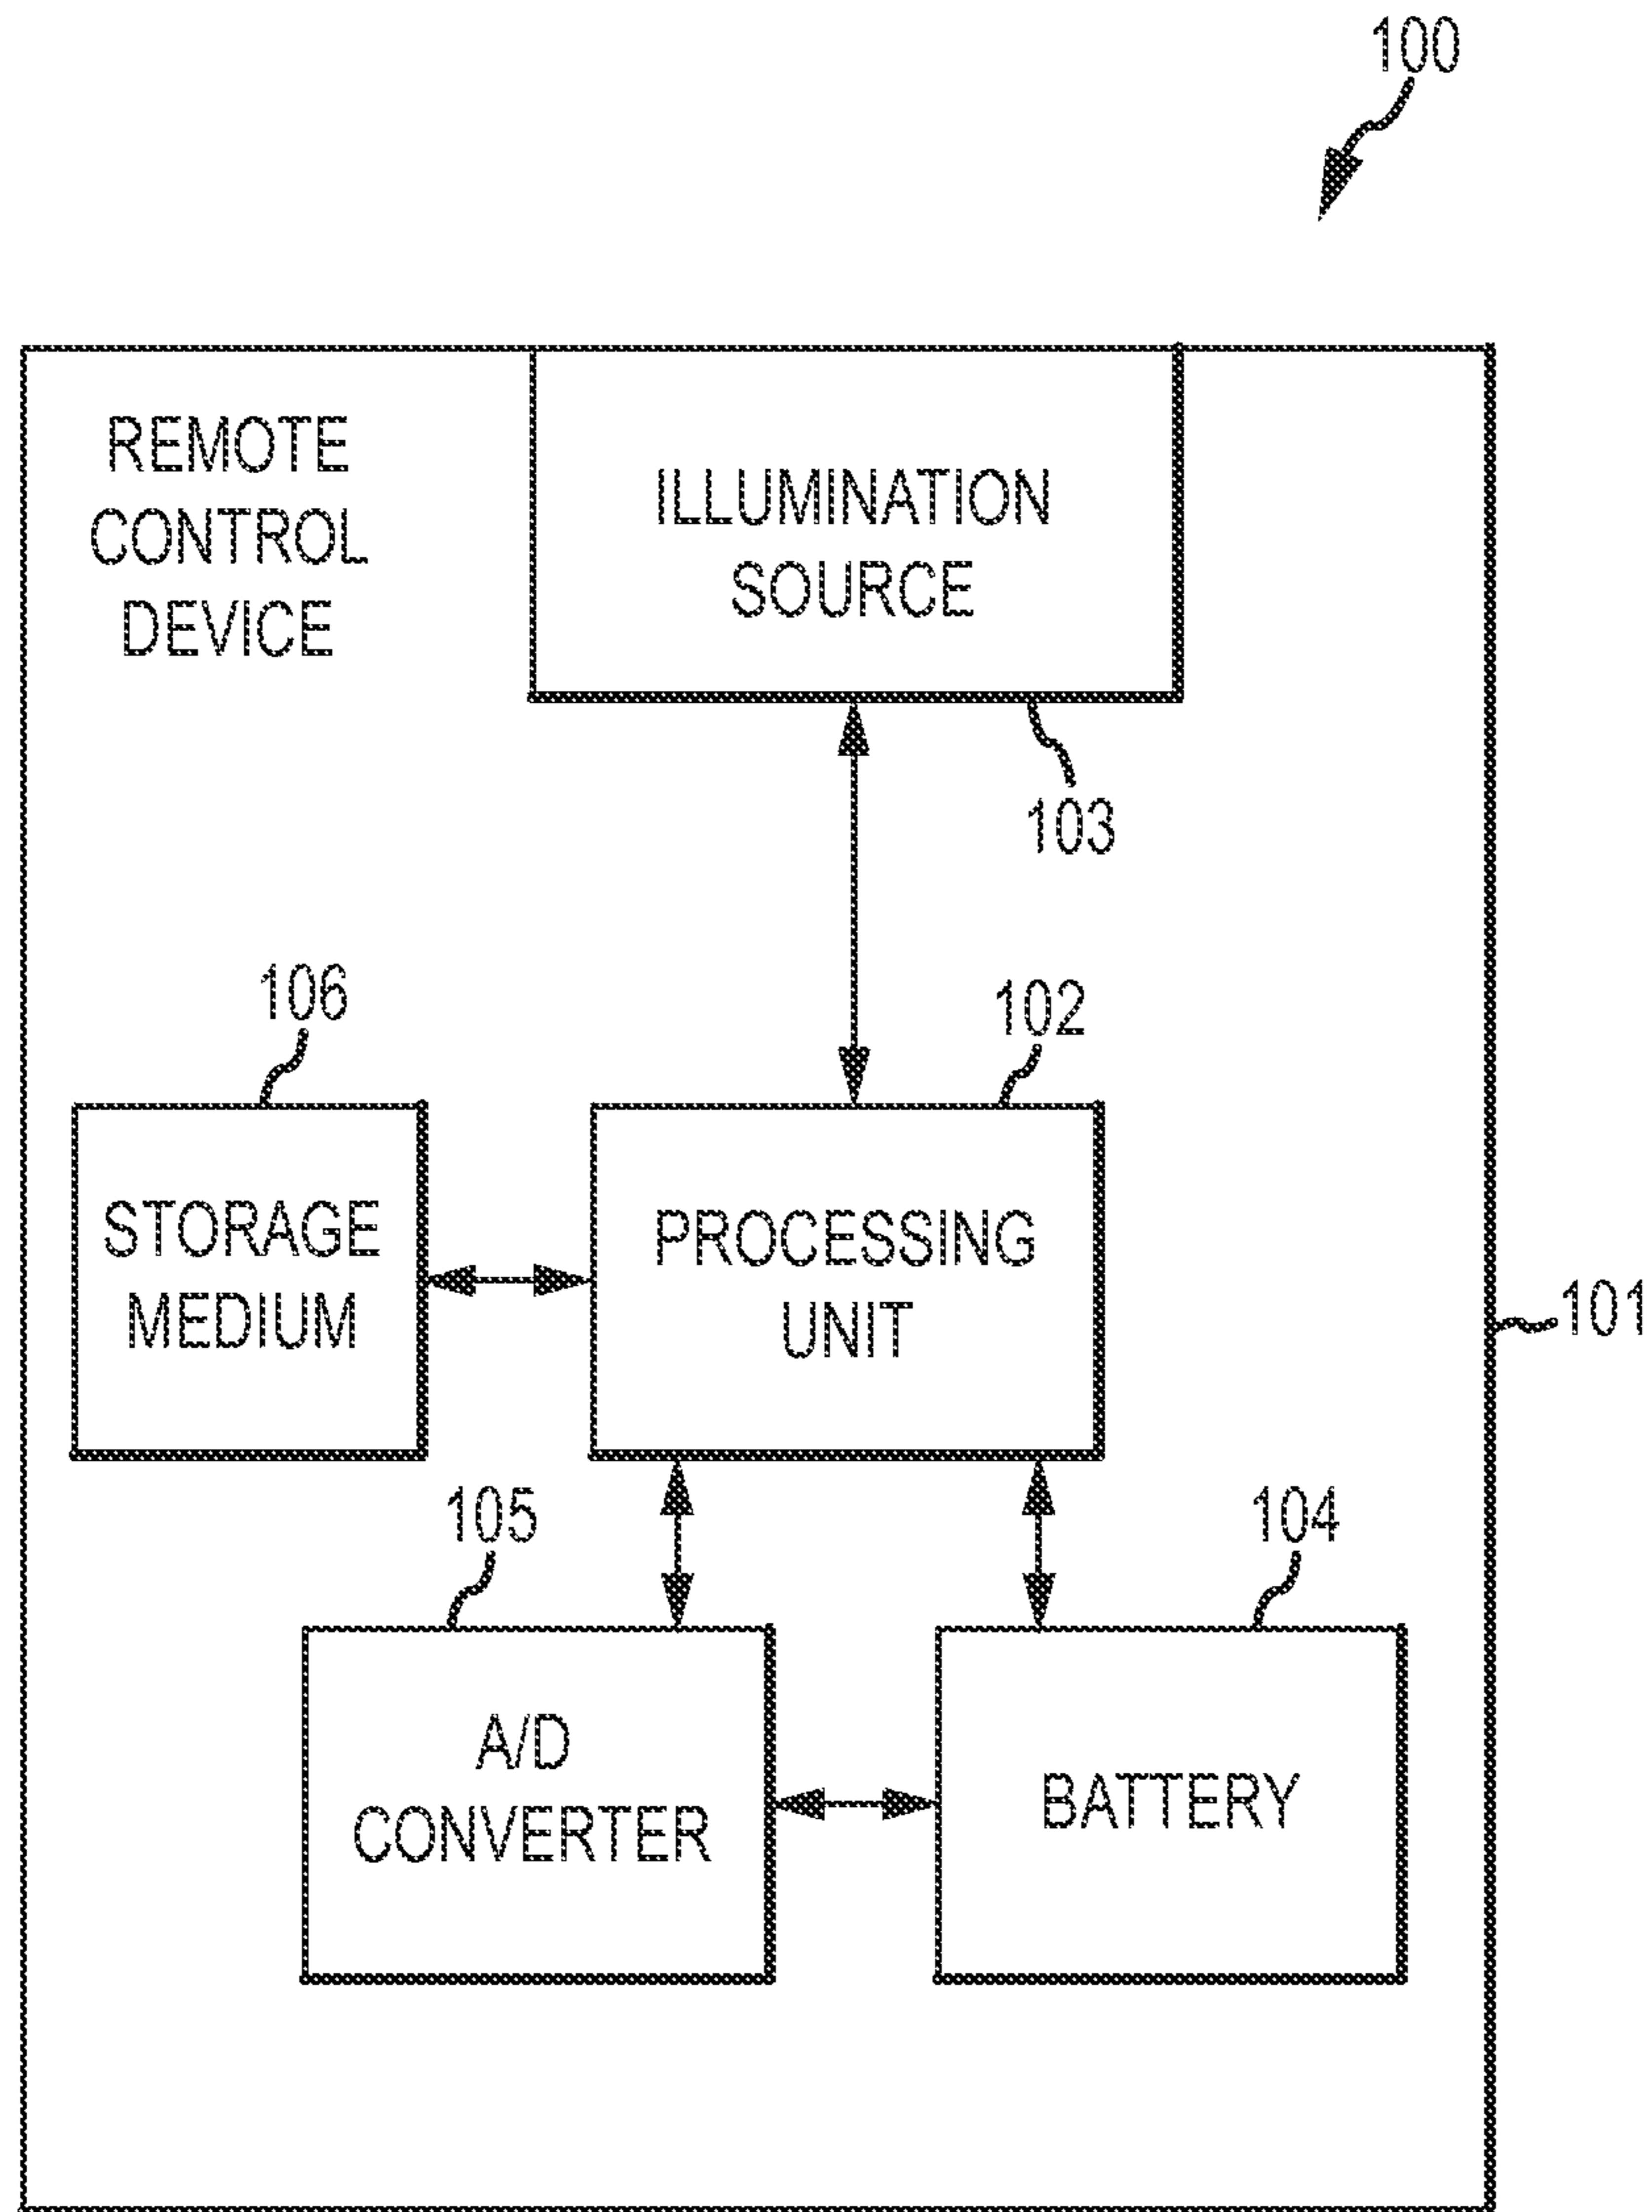 100
REMOTE
CONTROL
DEVICE
ILLUMINATION
SOURCE
103
106
102
STORAGE
MEDIUM
PROCESSING
UNIT
101
105
104
A/D
CONVERTER
BATTERY